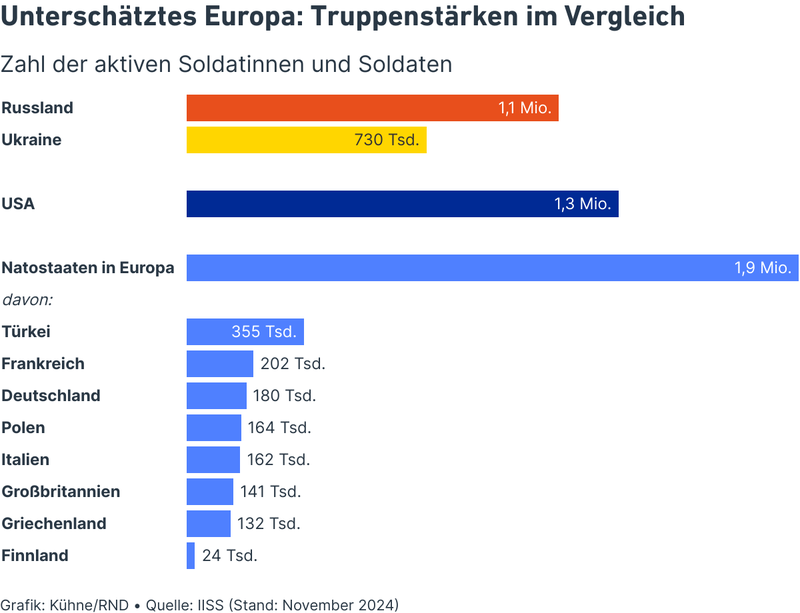 Unterschätztes Europa: Truppenstärken im Vergleich
Zahl der aktiven Soldatinnen und Soldaten
Russland 1,1 Mio.
Ukraine 730 Tsd.
USA 1,3 Mio.
Natostaaten in Europa 1,9 Mio.
davon:
Türkei 355 Tsd.
Frankreich 202 Tsd.
Deutschland 180 Tsd.
Polen 164 Tsd.
Italien 162 Tsd.
Großbritannien 141 Tsd.
Griechenland 132 Tsd.
Finnland 24 Tsd.
Grafik: Kühne/RND • Quelle: IISS (Stand: November 2024)